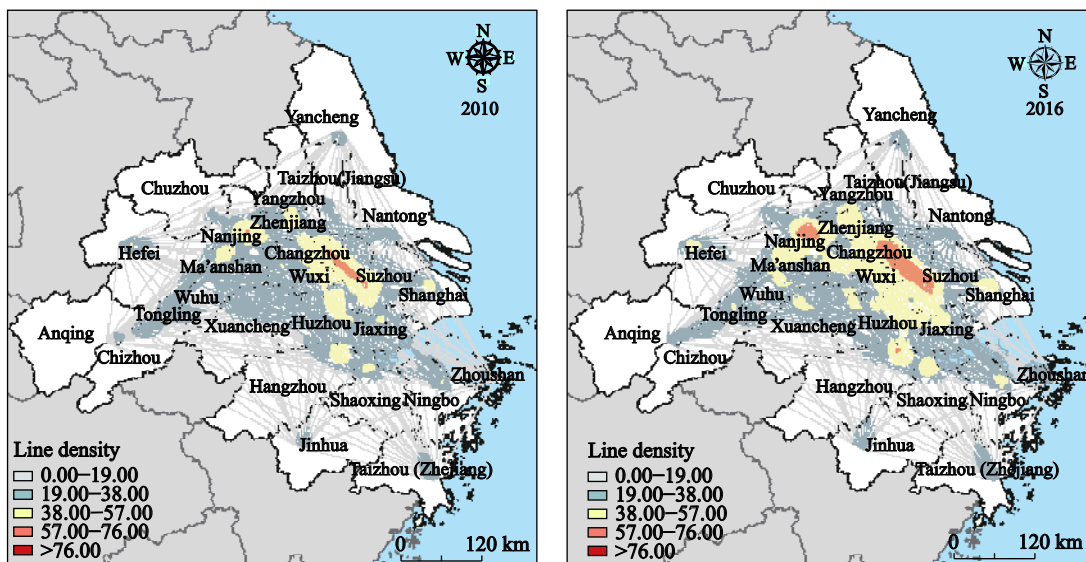 N
W E
S
2010
Yancheng
Taizhou(Jiangsu)
Chuzhou
Yangzhou
Nantong
Zhenjiang
Nanjing
Hefei
Changzhou
Ma'anshan
Wuxi
Suzhou
Wuhu
Shanghai
Tongling
Anqing
Xuancheng
Huzhou
Jiaxing
Chizhou
Zhoushan
Hangzhou
Shaoxing
Ningbo
Jinhua
Taizhou (Zhejiang)
Line density
0.00–19.00
19.00–38.00
38.00–57.00
57.00–76.00
>76.00
0 120 km
N
W E
S
2016
Yancheng
Taizhou(Jiangsu)
Chuzhou
Yangzhou
Nantong
Zhenjiang
Nanjing
Hefei
Changzhou
Ma'anshan
Wuxi
Suzhou
Wuhu
Shanghai
Tongling
Anqing
Xuancheng
Huzhou
Jiaxing
Chizhou
Zhoushan
Hangzhou
Shaoxing
Ningbo
Jinhua
Taizhou (Zhejiang)
Line density
0.00–19.00
19.00–38.00
38.00–57.00
57.00–76.00
>76.00
0 120 km